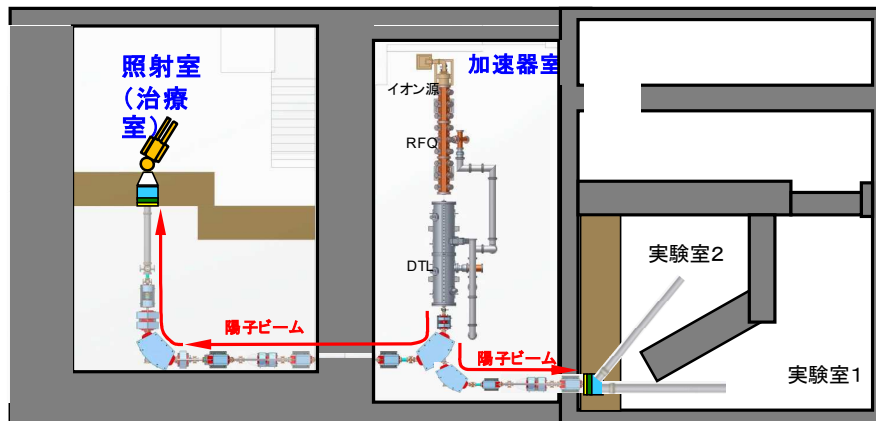 照射室
（治療
室）
加速器室
イオン源
RFQ
DTL
実験室2
陽子ビーム
陽子ビーム
実験室1